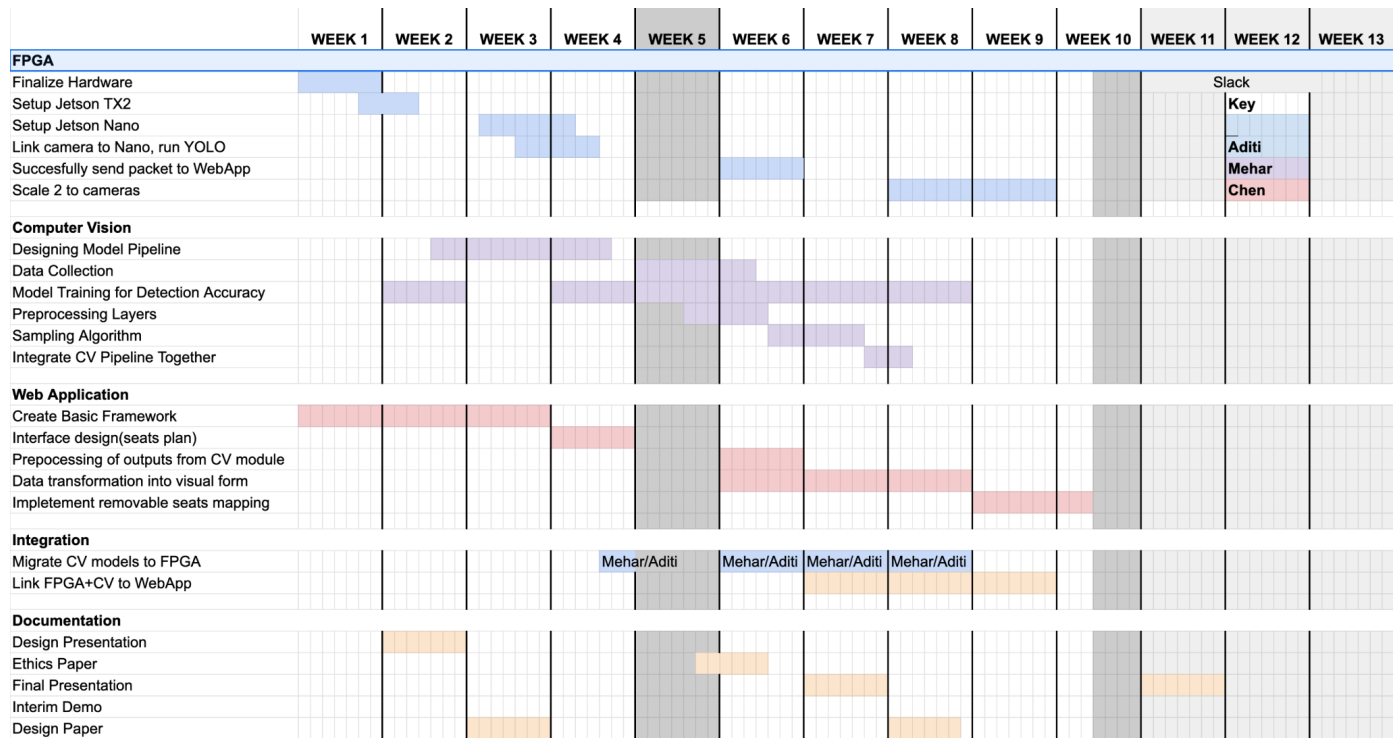 WEEK 1 WEEK 2 WEEK 3 WEEK 4 WEEK 5 WEEK 6 WEEK 7 WEEK 8 WEEK 9 WEEK 10 WEEK 11 WEEK 12 WEEK 13
FPGA
Finalize Hardware Slack
Setup Jetson TX2 Key
Setup Jetson Nano
Link camera to Nano, run YOLO Aditi
Succesfully send packet to WebApp Mehar
Scale 2 to cameras Chen
Computer Vision
Designing Model Pipeline
Data Collection
Model Training for Detection Accuracy
Preprocessing Layers
Sampling Algorithm
Integrate CV Pipeline Together
Web Application
Create Basic Framework
Interface design(seats plan)
Prepocessing of outputs from CV module
Data transformation into visual form
Impletement removable seats mapping
Integration
Migrate CV models to FPGA Mehar/Aditi Mehar/Aditi Mehar/Aditi Mehar/Aditi
Link FPGA+CV to WebApp
Documentation
Design Presentation
Ethics Paper
Final Presentation
Interim Demo
Design Paper